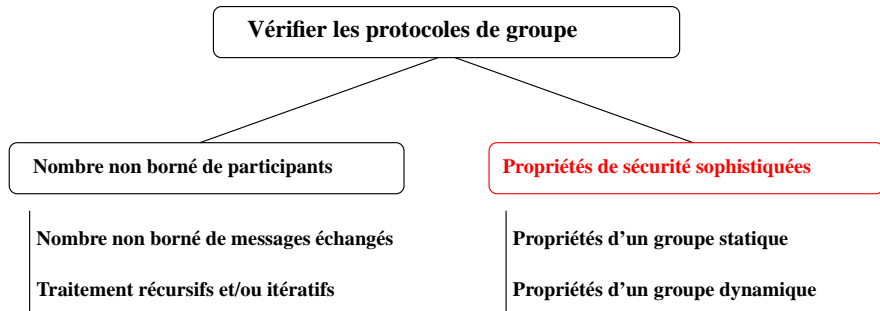 Vérifier les protocoles de groupe
Nombre non borné de participants
Propriétés de sécurité sophistiquées
Nombre non borné de messages échangés
Traitement récursifs et/ou itératifs
Propriétés d'un groupe statique
Propriétés d'un groupe dynamique